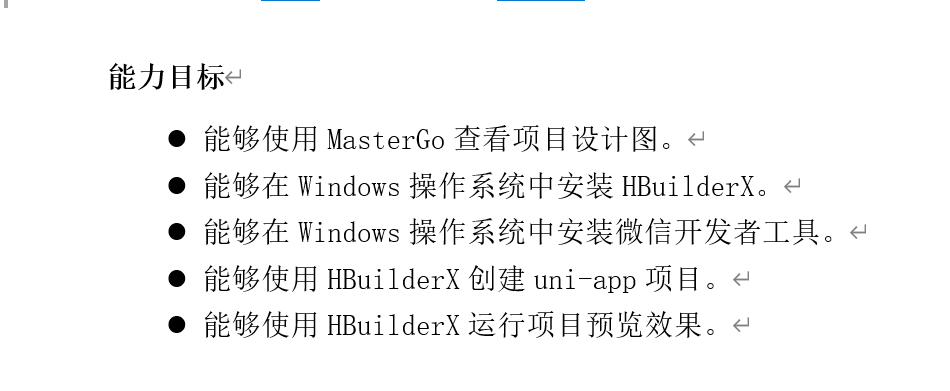 能力目标
● 能够使用 MasterGo 查看项目设计图。
● 能够在 Windows 操作系统中安装 HBuilderX。
● 能够在 Windows 操作系统中安装微信开发者工具。
● 能够使用 HBuilderX 创建 uni-app 项目。
● 能够使用 HBuilderX 运行项目预览效果。